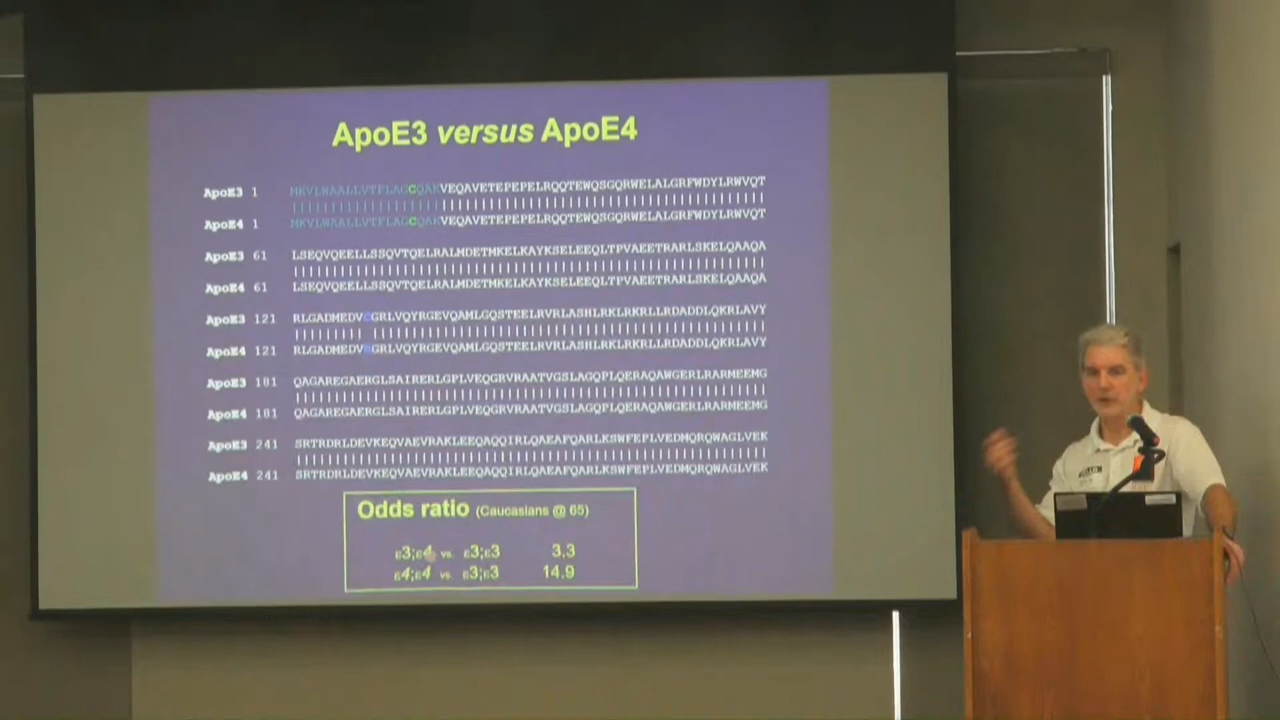 ApoE3 versus ApoE4
ApoE3 1 MKVLWAALLVTFLAGCQAKVEQAVETEPEPELRQQTEWQSGQRWELALGRFWDYLRWVQT
ApoE4 1 MKVLWAALLVTFLAGCQAKVEQAVETEPEPELRQQTEWQSGQRWELALGRFWDYLRWVQT
ApoE3 61 LSEQVQEELLSSQVTQELRALMDETMKELKAYKSELEEQLTPVAEETRARLSKELQAAQA
ApoE4 61 LSEQVQEELLSSQVTQELRALMDETMKELKAYKSELEEQLTPVAEETRARLSKELQAAQA
ApoE3 121 RLGADMEDVCGRLVQYRGEVQAMLGQSTEELRVRLASHLRKLRKRLLRDADDLQKRLAVY
ApoE4 121 RLGADMEDVRGRLVQYRGEVQAMLGQSTEELRVRLASHLRKLRKRLLRDADDLQKRLAVY
ApoE3 181 QAGAREGAERGLSAIRERLGPLVEQGRVRAATVGSLAGQPLQERAQAWGERLRARMEEMG
ApoE4 181 QAGAREGAERGLSAIRERLGPLVEQGRVRAATVGSLAGQPLQERAQAWGERLRARMEEMG
ApoE3 241 SRTRDRLDEVKEQVAEVRAKLEEQAQQIRLQAEAFQARLKSWFEPLVEDMQRQWAGLVEK
ApoE4 241 SRTRDRLDEVKEQVAEVRAKLEEQAQQIRLQAEAFQARLKSWFEPLVEDMQRQWAGLVEK
Odds ratio (Caucasians @ 65)
ε3;ε4 vs. ε3;ε3 3.3
ε4;ε4 vs ε3;ε3 14.9